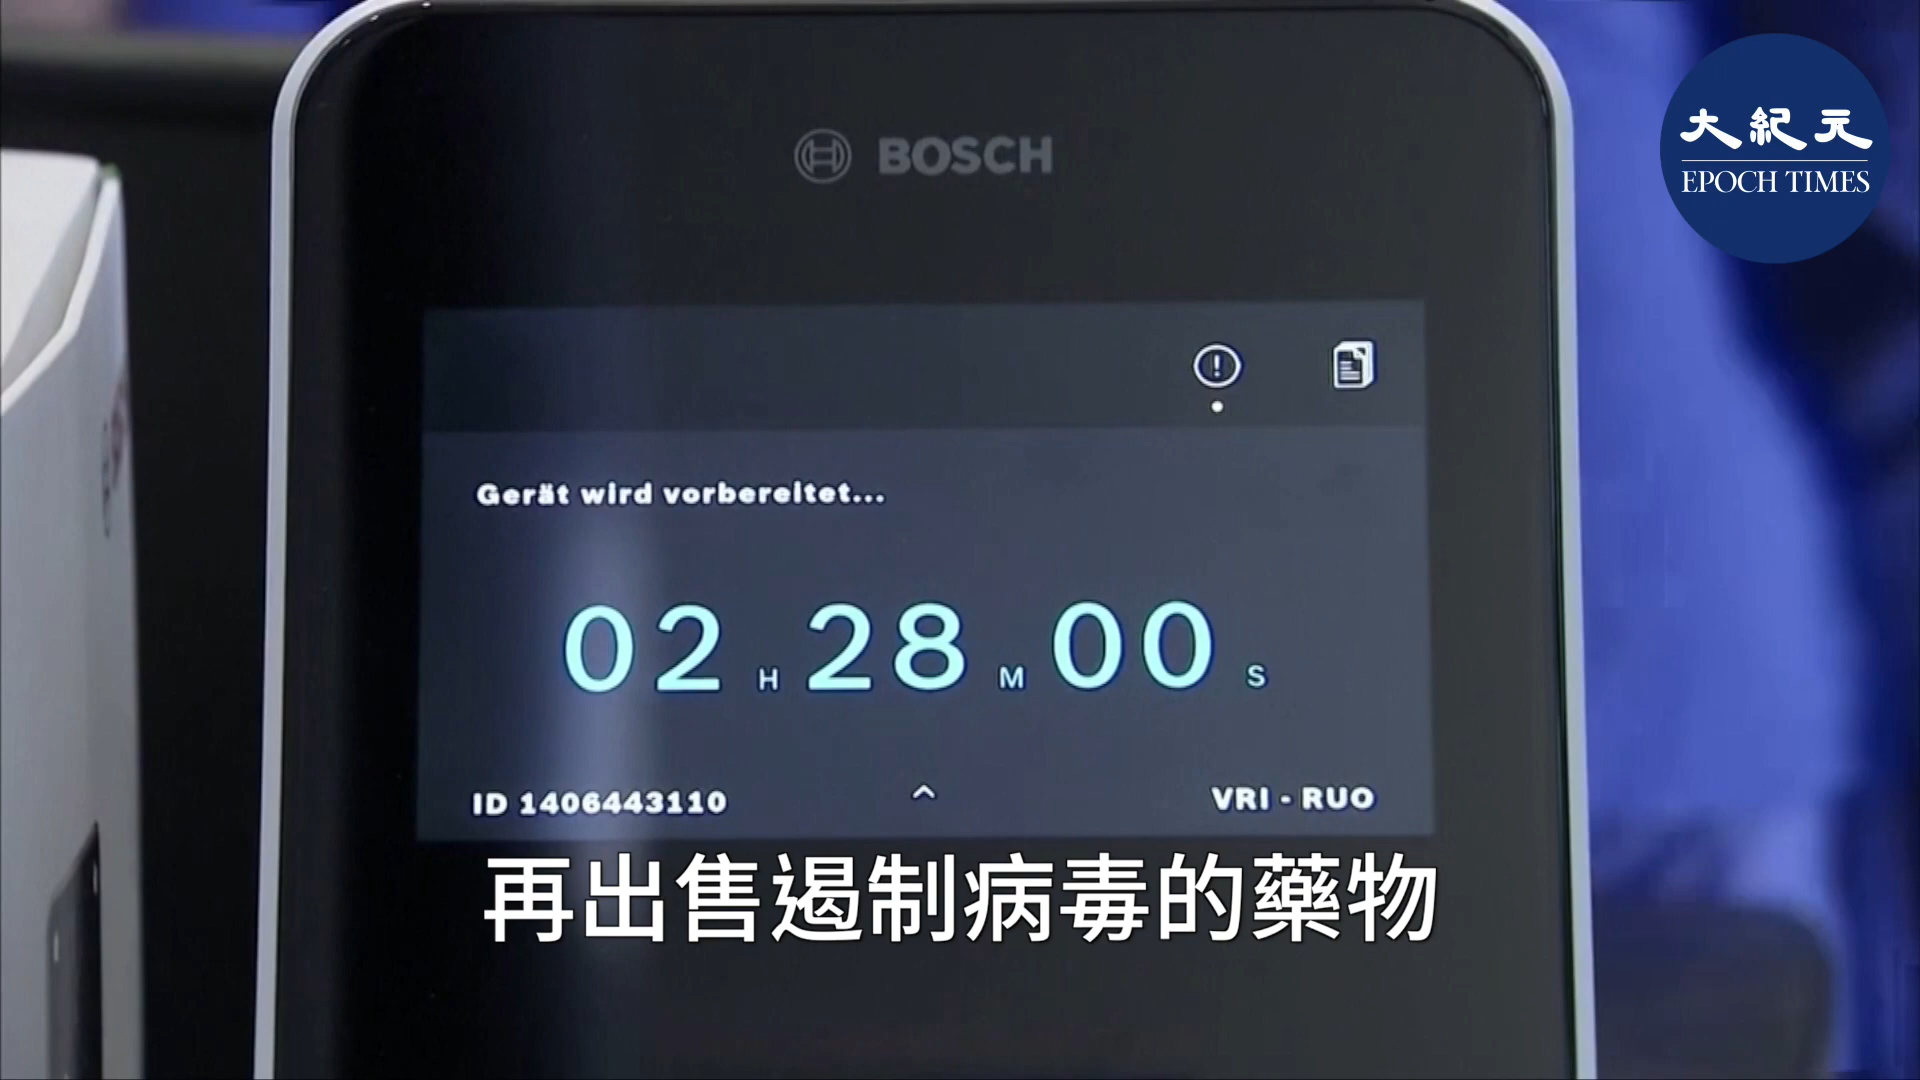 BOSCH
大紀元
EPOCH TIMES
Gerät wird vorbereitet...
02 H 28 M 00 S
ID 1406443110
VRI - RUO
再出售遏制病毒的藥物